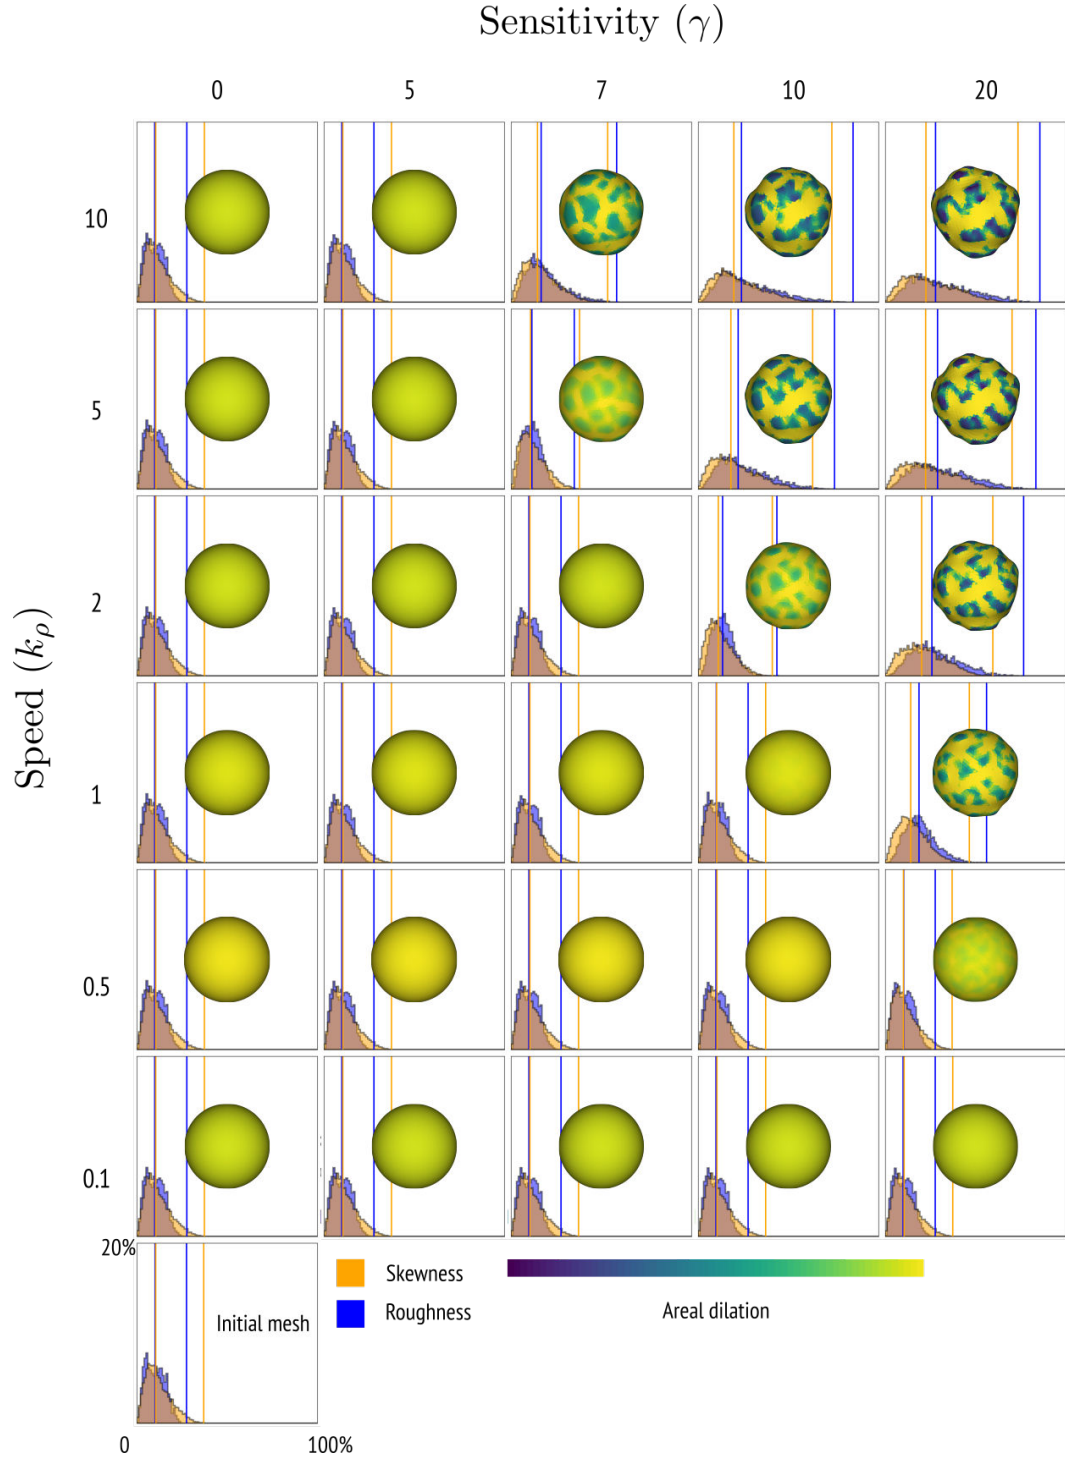 Sensitivity (γ)
0 5 7 10 20
10
5
2
Speed (kρ)
1
0.5
0.1
20%
Initial mesh
0 100%
Skewness
Roughness
Areal dilation